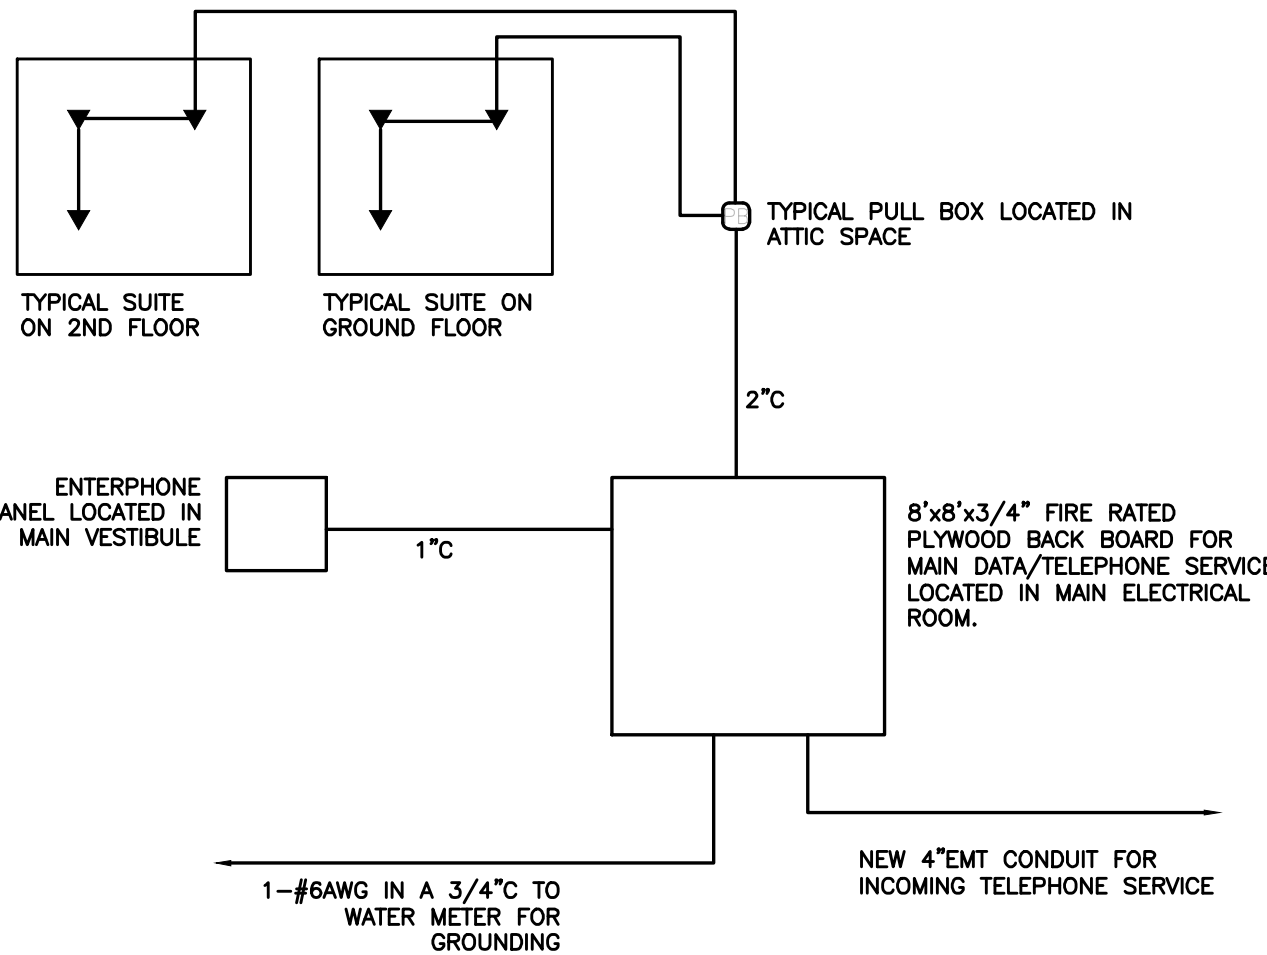 PB
TYPICAL PULL BOX LOCATED IN
ATTIC SPACE
TYPICAL SUITE
ON 2ND FLOOR
TYPICAL SUITE ON
GROUND FLOOR
2"C
ENTERPHONE
ANEL LOCATED IN
MAIN VESTIBULE
1"C
8'x8'x3/4" FIRE RATED
PLYWOOD BACK BOARD FOR
MAIN DATA/TELEPHONE SERVICE
LOCATED IN MAIN ELECTRICAL
ROOM.
NEW 4"EMT CONDUIT FOR
INCOMING TELEPHONE SERVICE
1-#6AWG IN A 3/4"C TO
WATER METER FOR
GROUNDING